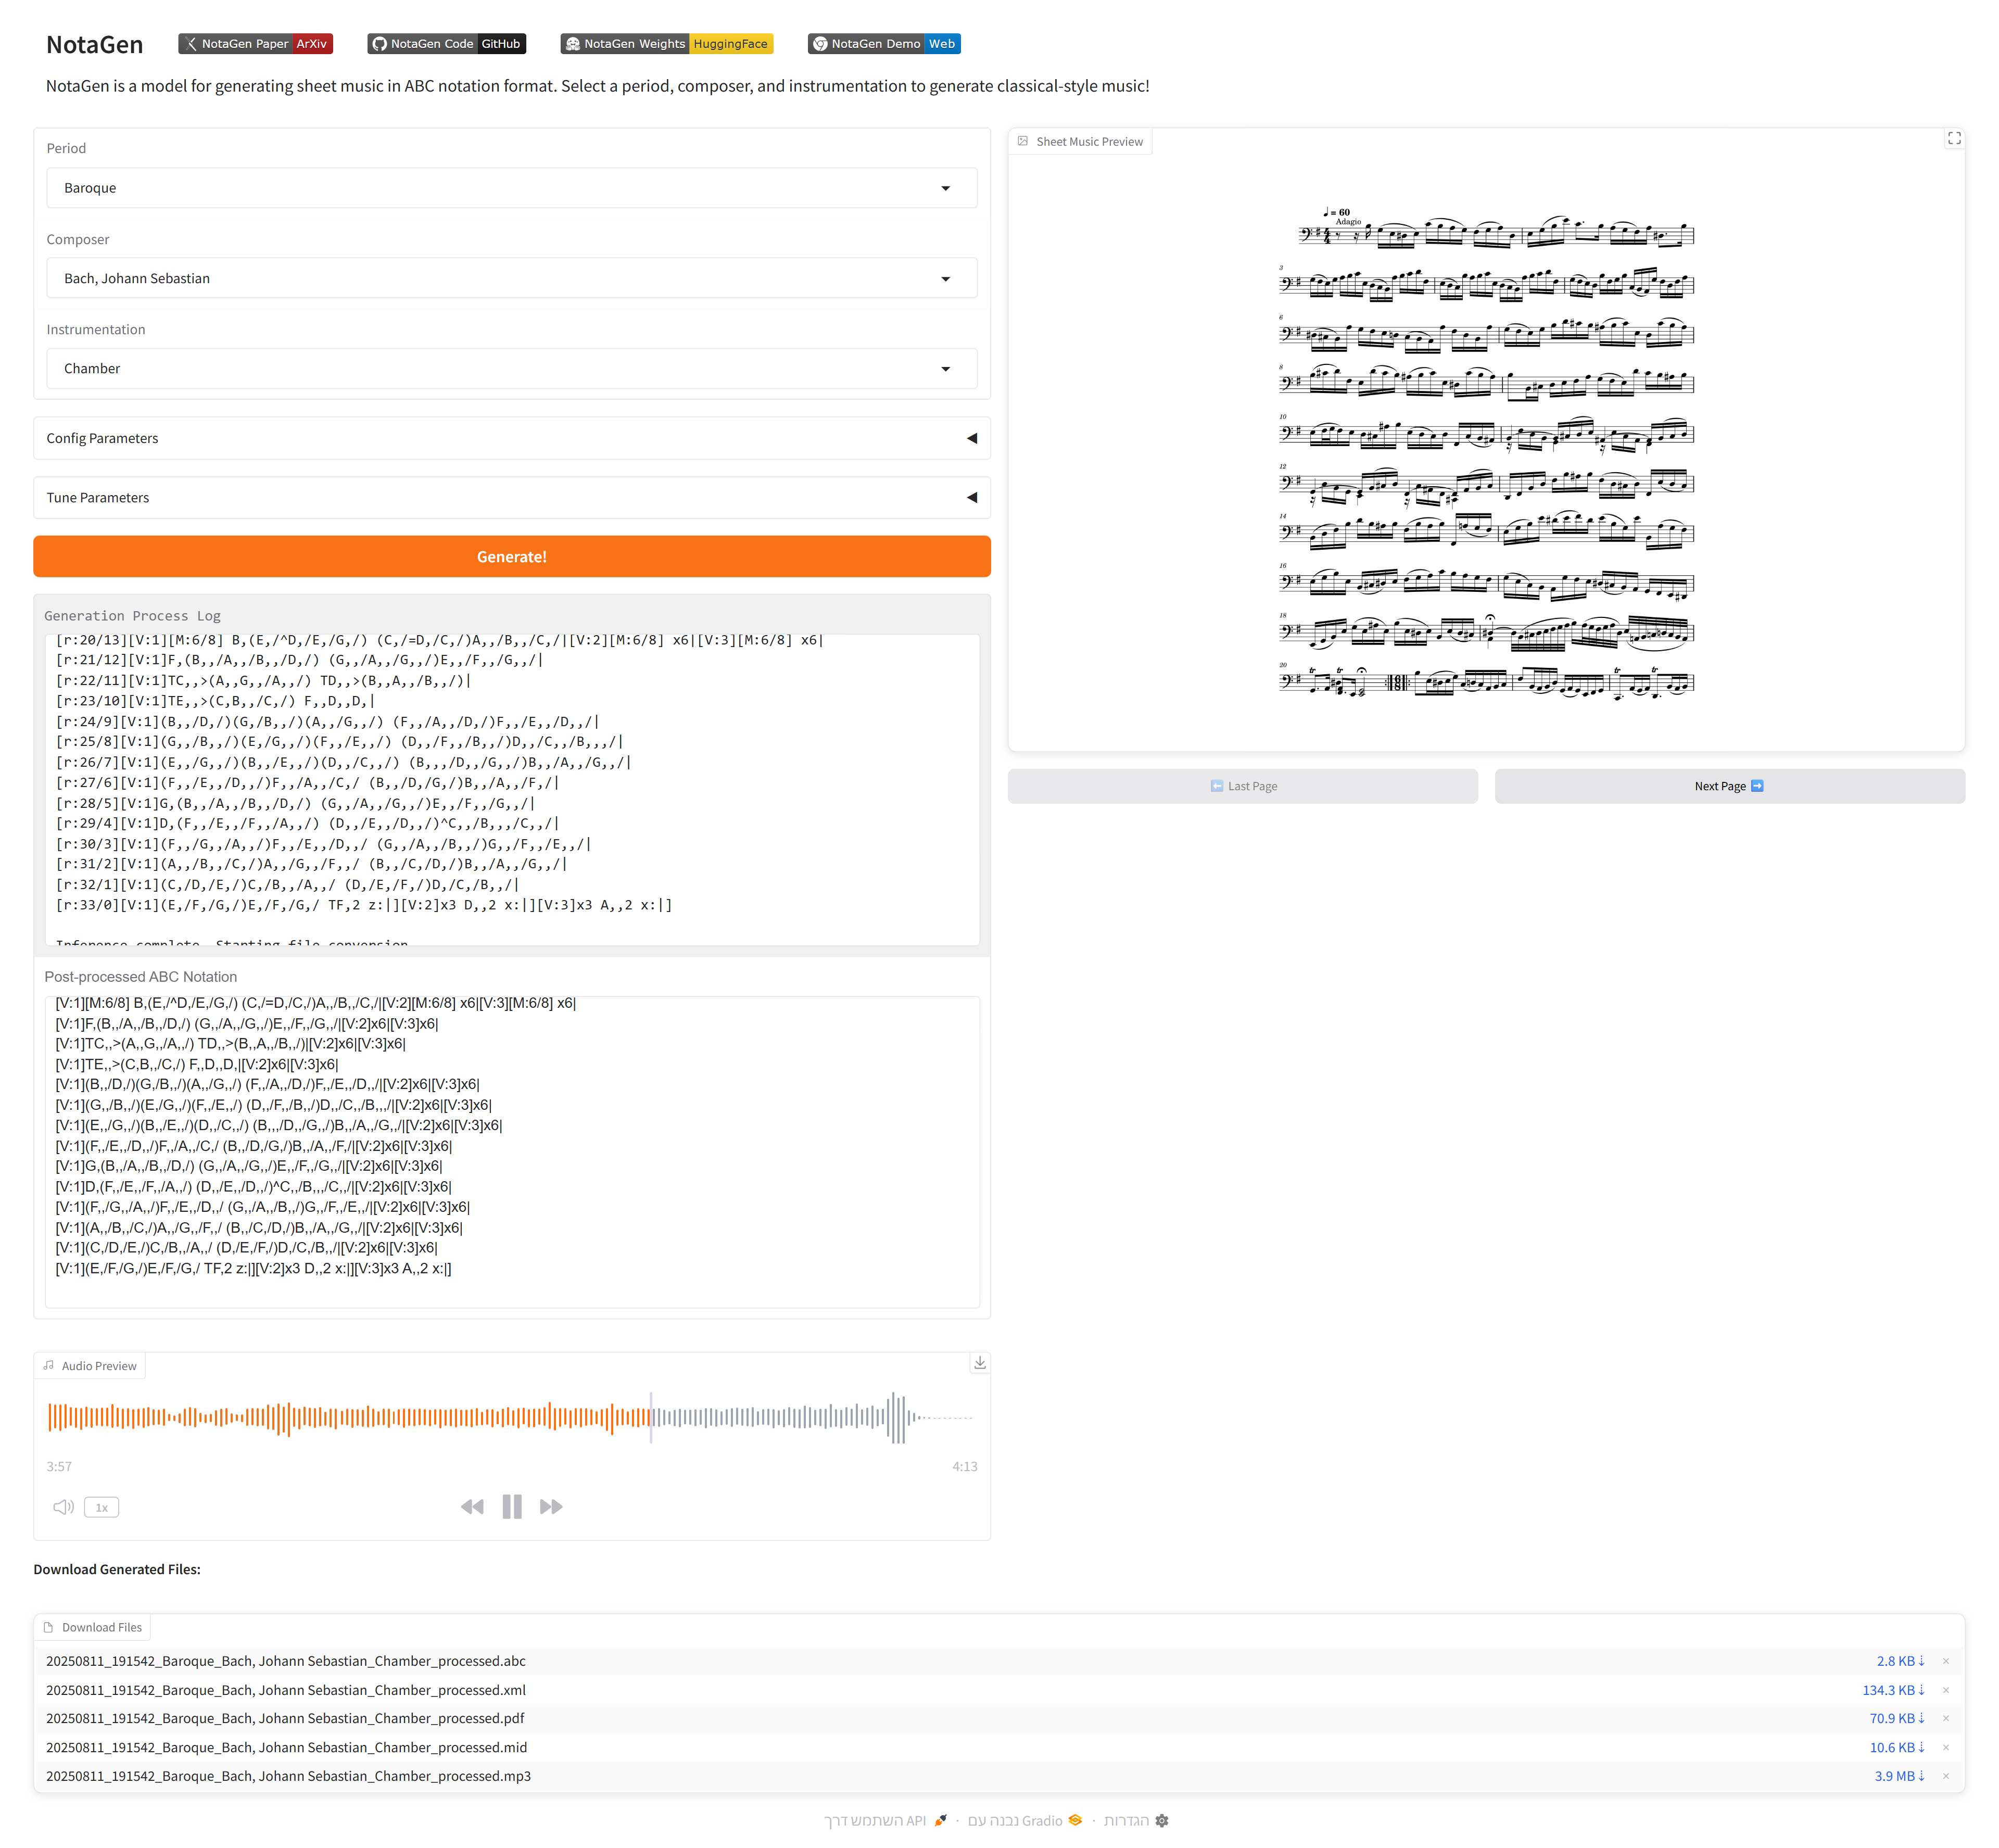 NotaGen
NotaGen Paper ArXiv
NotaGen Code GitHub
NotaGen Weights HuggingFace
NotaGen Demo Web
NotaGen is a model for generating sheet music in ABC notation format. Select a period, composer, and instrumentation to generate classical-style music!
Period
Baroque
Composer
Bach, Johann Sebastian
Instrumentation
Chamber
Config Parameters
Tune Parameters
Generate!
Generation Process Log
[r:20/13][V:1][M:6/8] B,(E,/^D,/E,/G,/) (C,/=D,/C,/)A,,/B,,/C,/|[V:2][M:6/8] x6|[V:3][M:6/8] x6|
[r:21/12][V:1]F,(B,,/A,,/B,,/D,/) (G,,/A,,/G,,/)E,,/F,,/G,,/|
[r:22/11][V:1]TC,,>(A,,G,,/A,,/) TD,,>(B,,A,,/B,,/)|
[r:23/10][V:1]TE,,>(C,B,,/C,/) F,,D,,D,|
[r:24/9][V:1](B,,/D,/)(G,/B,,/)(A,,/G,,/) (F,,/A,,/D,/)F,,/E,,/D,,/|
[r:25/8][V:1](G,,/B,,/)(E,/G,,/)(F,,/E,,/) (D,,/F,,/B,,/)D,,/C,,/B,,,/|
[r:26/7][V:1](E,,/G,,/)(B,,/E,,/)(D,,/C,,/) (B,,,/D,,/G,,/)B,,/A,,/G,,/|
[r:27/6][V:1](F,,/E,,/D,,/)F,,/A,,/C,/ (B,,/D,/G,/)B,,/A,,/F,/|
[r:28/5][V:1]G,(B,,/A,,/B,,/D,/) (G,,/A,,/G,,/)E,,/F,,/G,,/|
[r:29/4][V:1]D,(F,,/E,,/F,,/A,,/) (D,,/E,,/D,,/)^C,,/B,,,/C,,/|
[r:30/3][V:1](F,,/G,,/A,,/)F,,/E,,/D,,/ (G,,/A,,/B,,/)G,,/F,,/E,,/|
[r:31/2][V:1](A,,/B,,/C,/)A,,/G,,/F,,/ (B,,/C,/D,/)B,,/A,,/G,,/|
[r:32/1][V:1](C,/D,/E,/)C,/B,,/A,,/ (D,/E,/F,/)D,/C,/B,,/|
[r:33/0][V:1](E,/F,/G,/)E,/F,/G,/ TF,2 z:|][V:2]x3 D,,2 x:|][V:3]x3 A,,2 x:|]
Inference complete. Starting file conversion
Post-processed ABC Notation
[V:1][M:6/8] B,(E,/^D,/E,/G,/) (C,/=D,/C,/)A,,/B,,/C,/|[V:2][M:6/8] x6|[V:3][M:6/8] x6|
[V:1]F,(B,,/A,,/B,,/D,/) (G,,/A,,/G,,/)E,,/F,,/G,,/|[V:2]x6|[V:3]x6|
[V:1]TC,,>(A,,G,,/A,,/) TD,,>(B,,A,,/B,,/)|[V:2]x6|[V:3]x6|
[V:1]TE,,>(C,B,,/C,/) F,,D,,D,|[V:2]x6|[V:3]x6|
[V:1](B,,/D,/)(G,/B,,/)(A,,/G,,/) (F,,/A,,/D,/)F,,/E,,/D,,/|[V:2]x6|[V:3]x6|
[V:1](G,,/B,,/)(E,/G,,/)(F,,/E,,/) (D,,/F,,/B,,/)D,,/C,,/B,,,/|[V:2]x6|[V:3]x6|
[V:1](E,,/G,,/)(B,,/E,,/)(D,,/C,,/) (B,,,/D,,/G,,/)B,,/A,,/G,,/|[V:2]x6|[V:3]x6|
[V:1](F,,/E,,/D,,/)F,,/A,,/C,/ (B,,/D,/G,/)B,,/A,,/F,/|[V:2]x6|[V:3]x6|
[V:1]G,(B,,/A,,/B,,/D,/) (G,,/A,,/G,,/)E,,/F,,/G,,/|[V:2]x6|[V:3]x6|
[V:1]D,(F,,/E,,/F,,/A,,/) (D,,/E,,/D,,/)^C,,/B,,,/C,,/|[V:2]x6|[V:3]x6|
[V:1](F,,/G,,/A,,/)F,,/E,,/D,,/ (G,,/A,,/B,,/)G,,/F,,/E,,/|[V:2]x6|[V:3]x6|
[V:1](A,,/B,,/C,/)A,,/G,,/F,,/ (B,,/C,/D,/)B,,/A,,/G,,/|[V:2]x6|[V:3]x6|
[V:1](C,/D,/E,/)C,/B,,/A,,/ (D,/E,/F,/)D,/C,/B,,/|[V:2]x6|[V:3]x6|
[V:1](E,/F,/G,/)E,/F,/G,/ TF,2 z:|][V:2]x3 D,,2 x:|][V:3]x3 A,,2 x:|]
Audio Preview
3:57
4:13
1x
Sheet Music Preview
= 60
Adagio
3
6
8
10
12
14
16
18
20
Last Page
Next Page
Download Generated Files:
Download Files
20250811_191542_Baroque_Bach, Johann Sebastian_Chamber_processed.abc 2.8 KB ⇣ ×
20250811_191542_Baroque_Bach, Johann Sebastian_Chamber_processed.xml 134.3 KB ⇣ ×
20250811_191542_Baroque_Bach, Johann Sebastian_Chamber_processed.pdf 70.9 KB ⇣ ×
20250811_191542_Baroque_Bach, Johann Sebastian_Chamber_processed.mid 10.6 KB ⇣ ×
20250811_191542_Baroque_Bach, Johann Sebastian_Chamber_processed.mp3 3.9 MB ⇣ ×
השתמש דרך API · נבנה עם Gradio · הגדרות